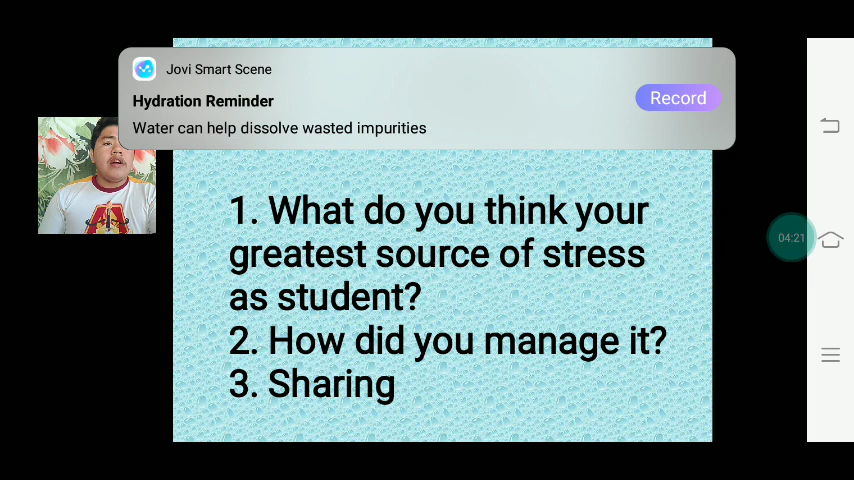 Jovi Smart Scene
Hydration Reminder
Record
Water can help dissolve wasted impurities
1. What do you think your
greatest source of stress
as student?
2. How did you manage it?
3. Sharing
04:21